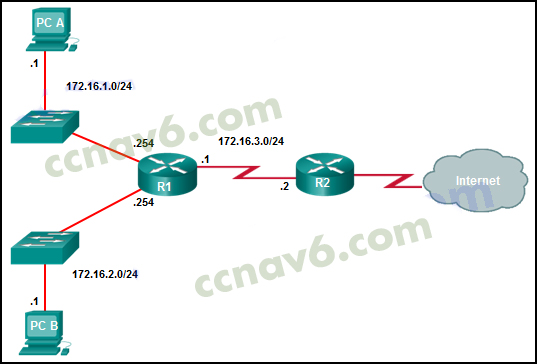 PC A
.1
172.16.1.0/24
ccnav6.com
.254
172.16.3.0/24
.1
R1
.2
R2
Internet
.254
172.16.2.0/24
ccnav6.com
.1
PC B